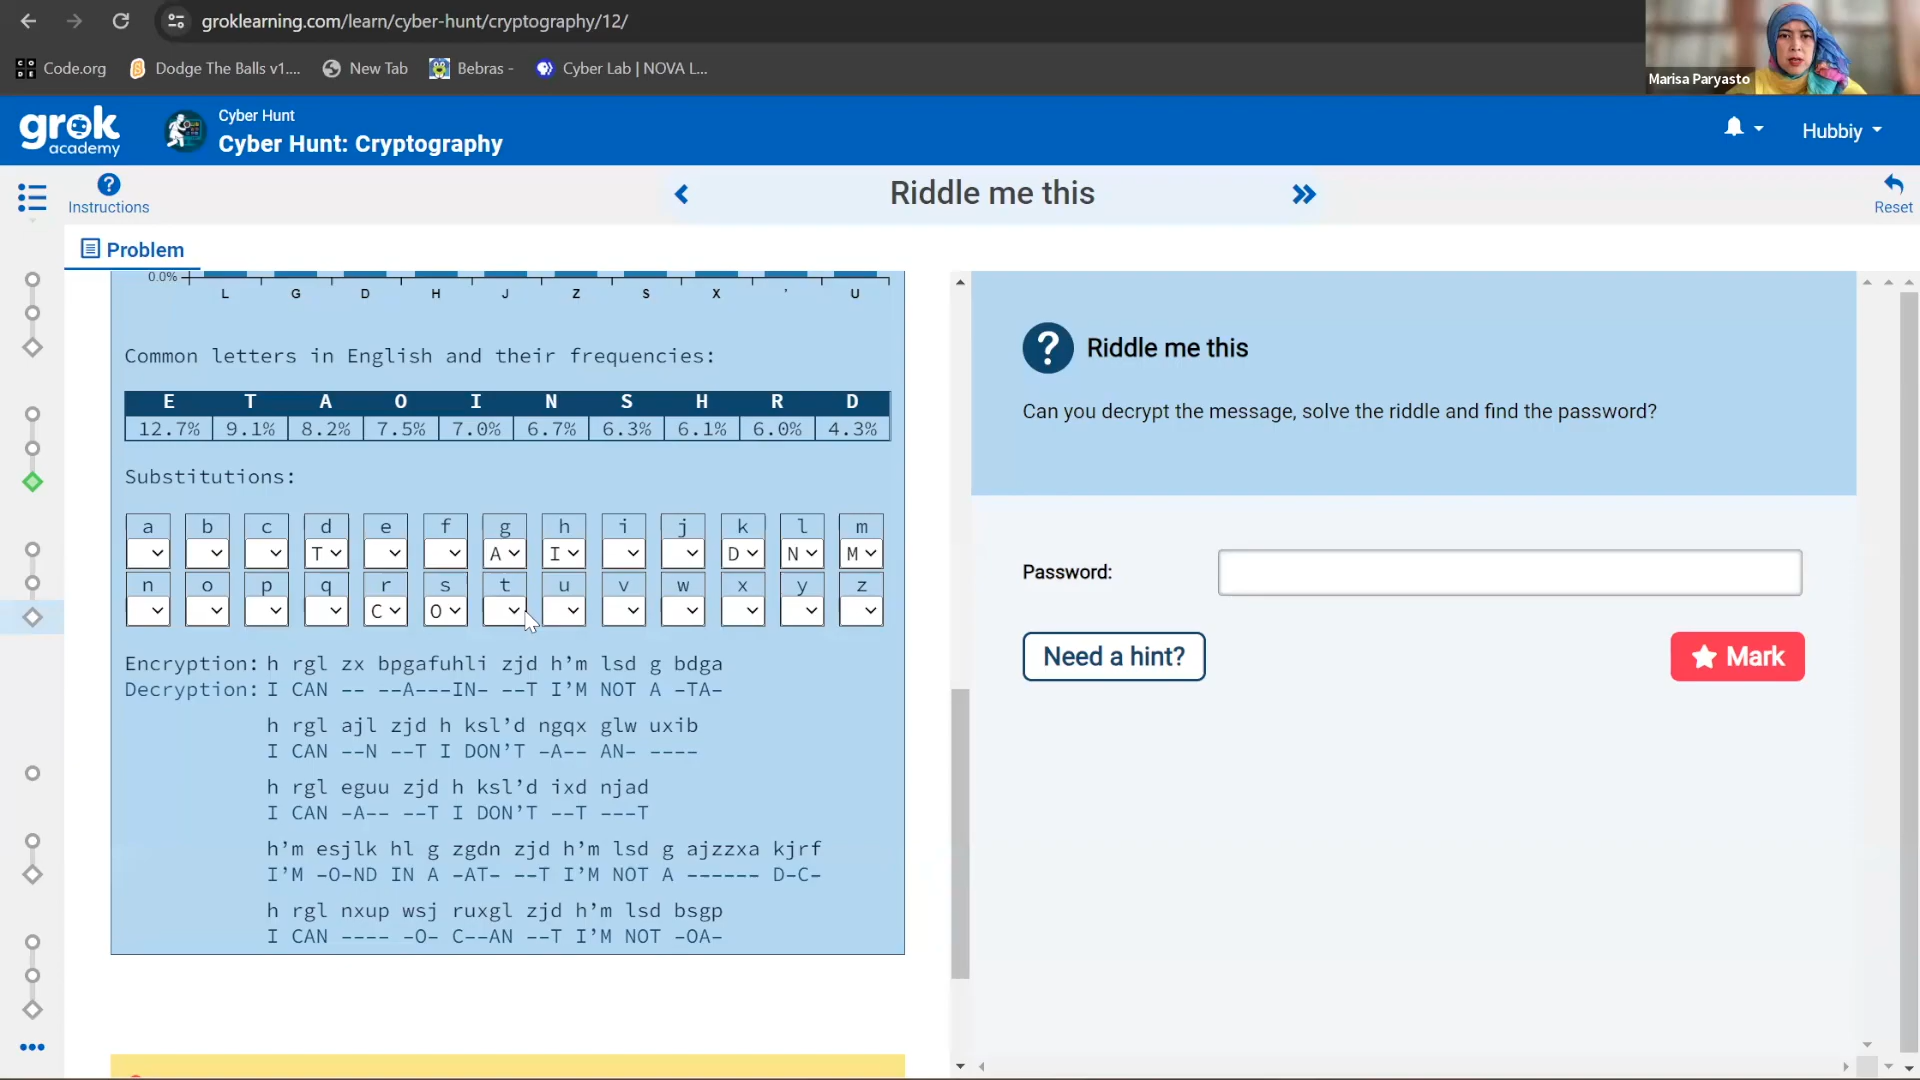 groklearning.com/learn/cyber-hunt/cryptography/12/
Code.org
Dodge The Balls v1....
New Tab
Bebras -
Cyber Lab | NOVA L...
Marisa Paryasto
grok
academy
Cyber Hunt
Cyber Hunt: Cryptography
Hubbiy
Instructions
Riddle me this
Reset
Problem
0.0%
L G D H J Z S X ’ U
Common letters in English and their frequencies:
E T A O I N S H R D
12.7% 9.1% 8.2% 7.5% 7.0% 6.7% 6.3% 6.1% 6.0% 4.3%
Substitutions:
a b c d e f g h i j k l m
T A I D N M
n o p q r s t u v w x y z
C O
Encryption: h rgl zx bpgafuhli zjd h’m lsd g bdga
Decryption: I CAN -- --A---IN- --T I’M NOT A -TA-
h rgl ajl zjd h ksl’d ngqx glw uxib
I CAN --N --T I DON’T -A-- AN- ----
h rgl eguu zjd h ksl’d ixd njad
I CAN -A-- --T I DON’T --T ---T
h’m esjlk hl g zgdn zjd h’m lsd g ajzzxa kjrf
I’M -O-ND IN A -AT- --T I’M NOT A ------ D-C-
h rgl nxup wsj ruxgl zjd h’m lsd bsgp
I CAN ---- -O- C--AN --T I’M NOT -OA-
? Riddle me this
Can you decrypt the message, solve the riddle and find the password?
Password:
Need a hint?
Mark